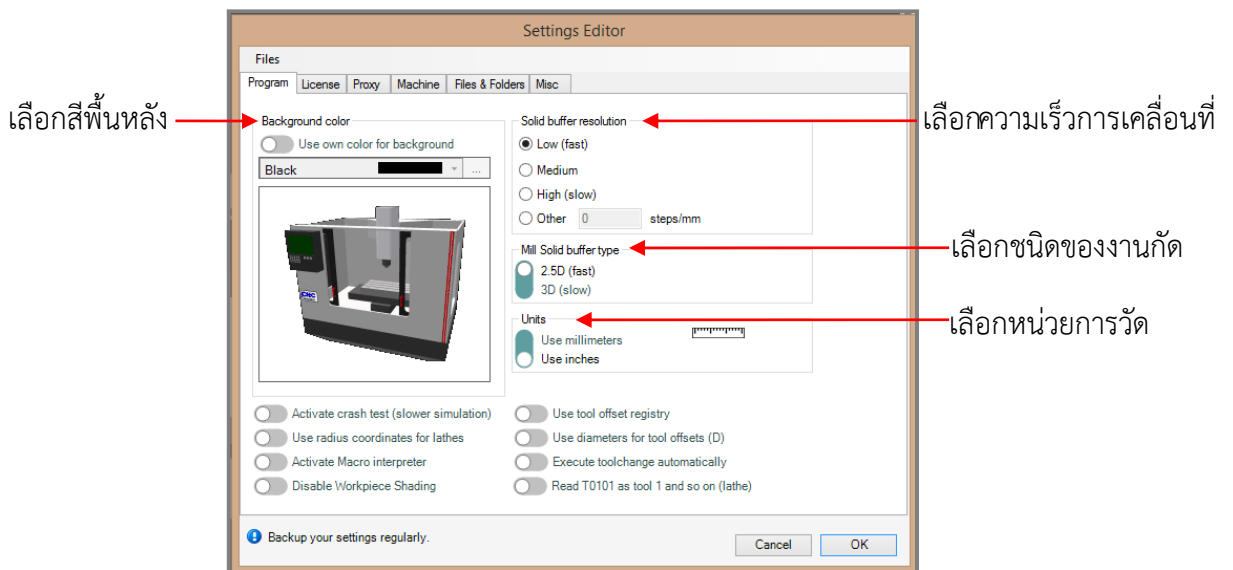 Settings Editor
Files
Program License Proxy Machine Files & Folders Misc
เลือกสีพื้นหลัง
Background color
Use own color for background
Black ...
CNC
Solid buffer resolution
เลือกความเร็วการเคลื่อนที่
Low (fast)
Medium
High (slow)
Other 0 steps/mm
Mill Solid buffer type
เลือกชนิดของงานกัด
2.5D (fast)
3D (slow)
Units
เลือกหน่วยการวัด
Use millimeters
Use inches
Activate crash test (slower simulation)
Use radius coordinates for lathes
Activate Macro interpreter
Disable Workpiece Shading
Use tool offset registry
Use diameters for tool offsets (D)
Execute toolchange automatically
Read T0101 as tool 1 and so on (lathe)
Backup your settings regularly.
Cancel OK